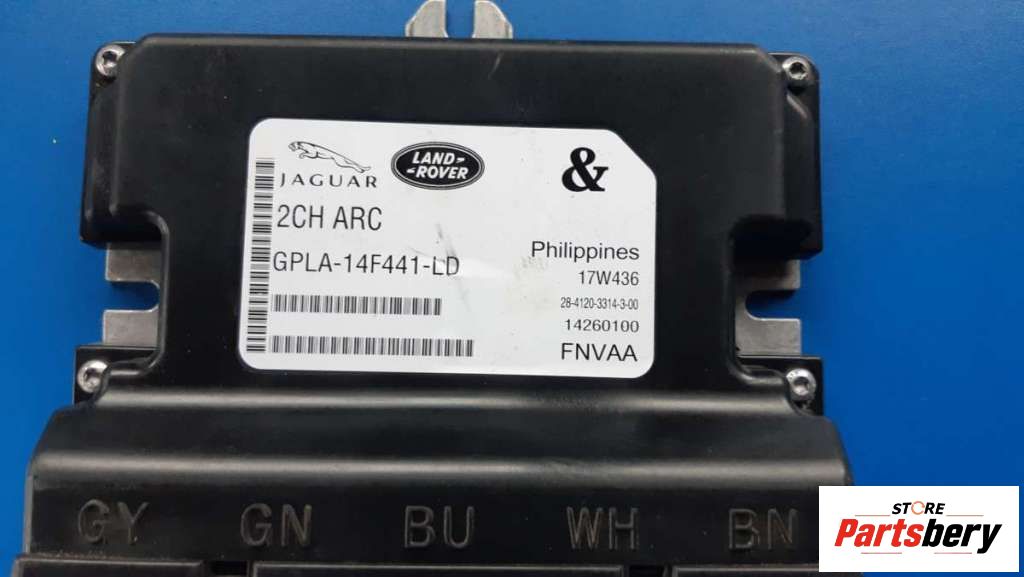 JAGUAR
LAND-
-ROVER
&
2CH ARC
GPLA-14F441-LD
Philippines
17W436
28-4120-3314-3-00
14260100
FNVAA
GY GN BU WH BN
STORE
Partsbery